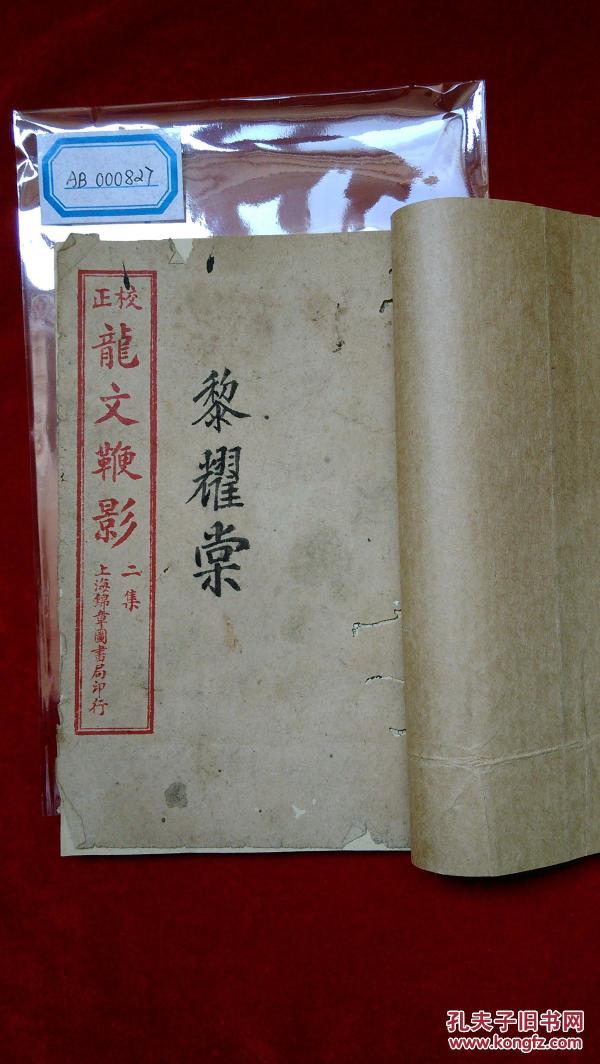 AB 000827
校正
龍文鞭影
二集
上海錦章圖書局印行
黎耀棠
孔夫子旧书网
www.kongfz.com